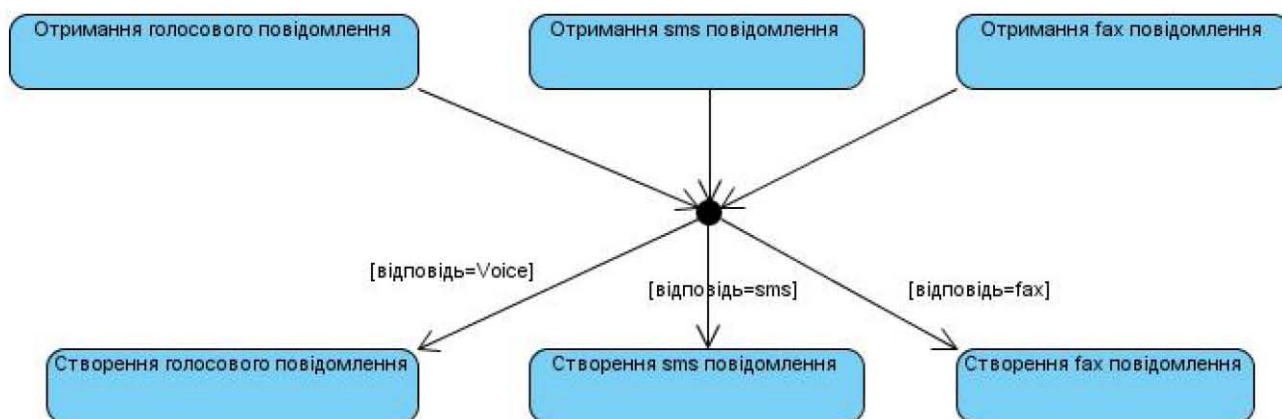 Отримання голосового повідомлення
Отримання sms повідомлення
Отримання fax повідомлення
[відповідь=Voice]
[відповідь=sms]
[відповідь=fax]
Створення голосового повідомлення
Створення sms повідомлення
Створення fax повідомлення